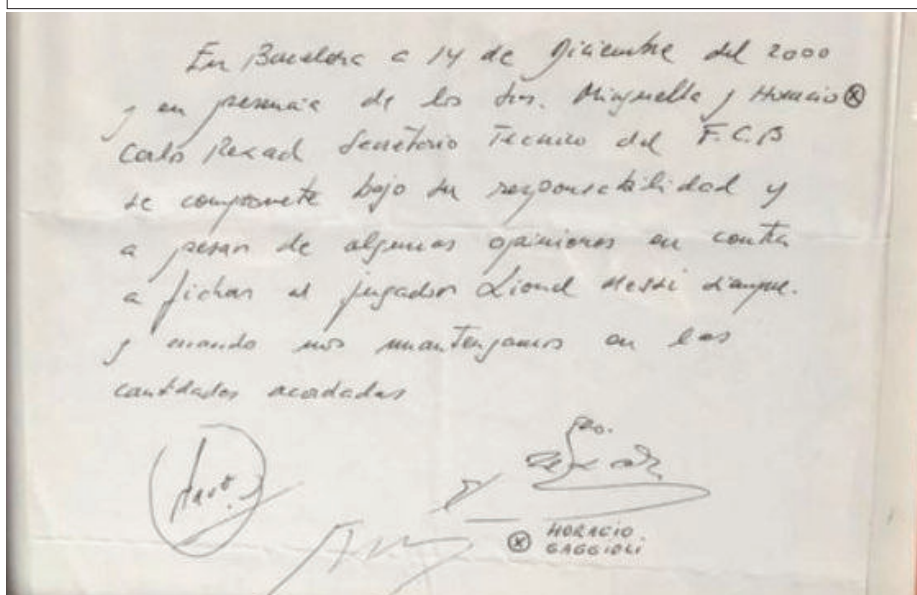 En Barcelona a 14 de Diciembre del 2000
y en presencia de los Srs. Minguella y Horacio ⊗
Carlos Rexach Secretario Tecnico del F.C.B
se compromete bajo su responsabilidad y
a pesar de algunas opiniones en contra
a fichar al jugador Lionel Messi siempre
y cuando nos mantengamos en las
cantidades acordadas
⊗ HORACIO
GAGGIOLI